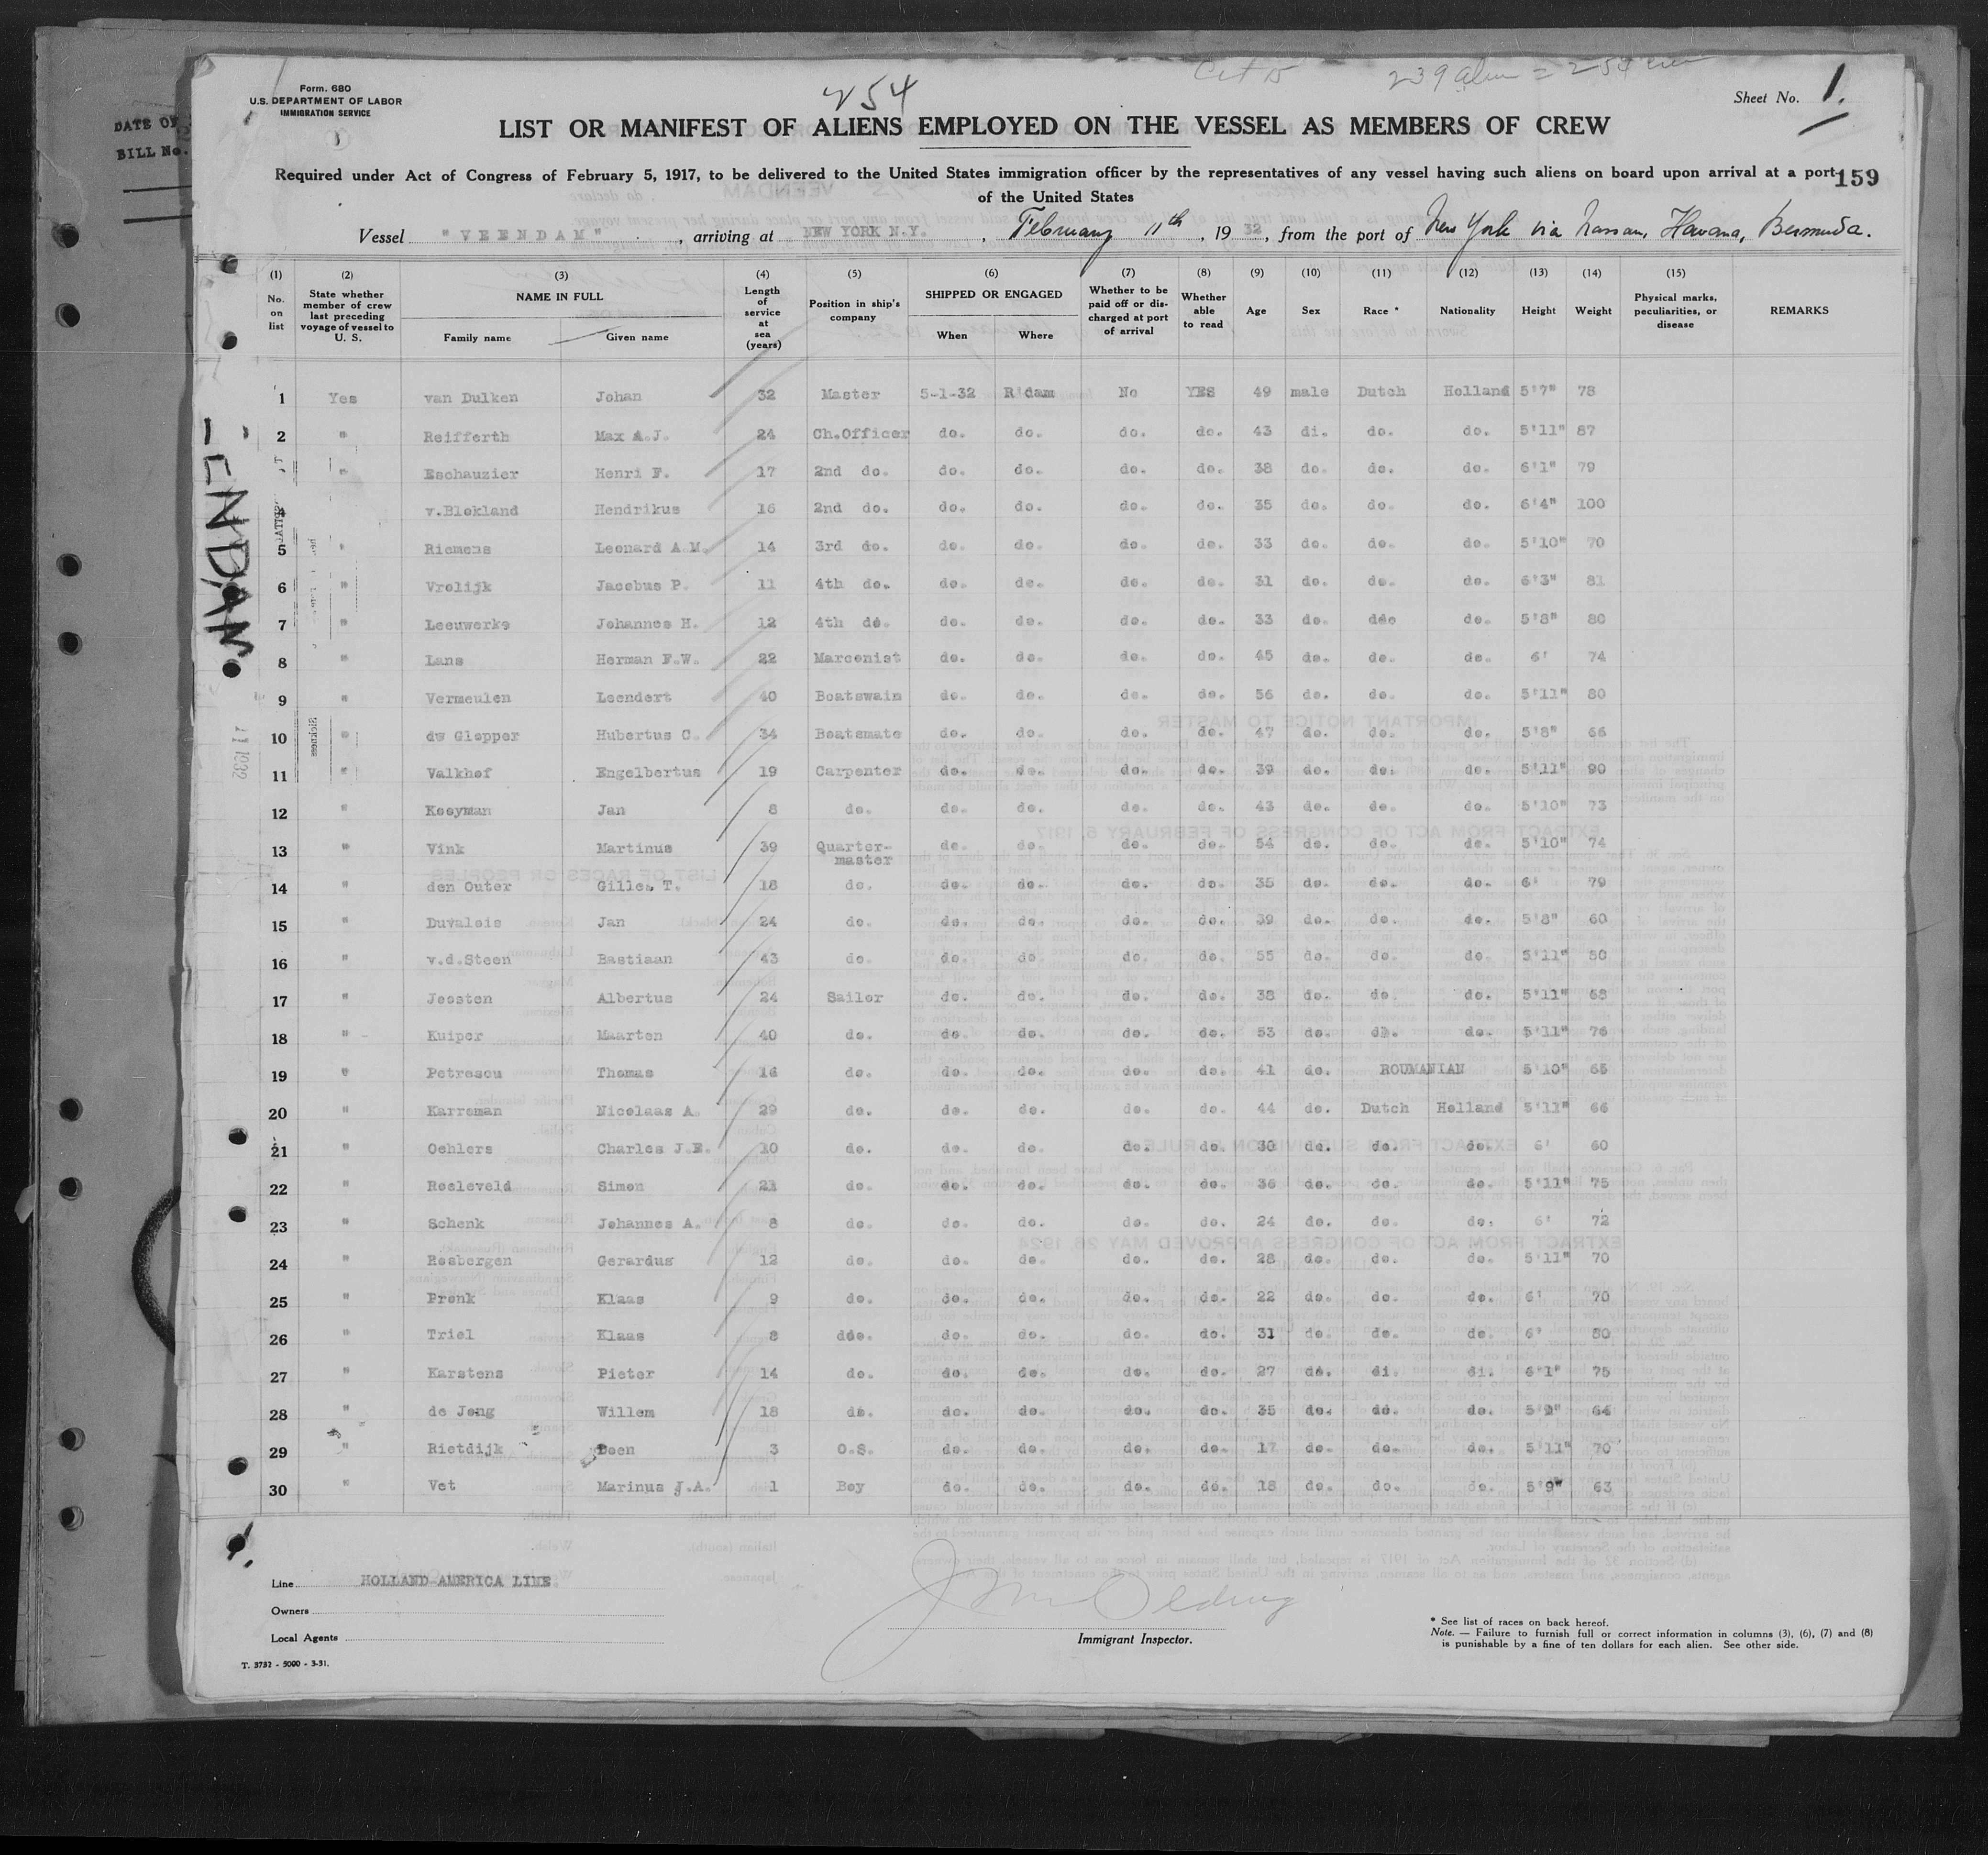 254
Form. 680
U.S. DEPARTMENT OF LABOR
IMMIGRATION SERVICE
Sheet No. 1.
LIST OR MANIFEST OF ALIENS EMPLOYED ON THE VESSEL AS MEMBERS OF CREW
Required under Act of Congress of February 5, 1917, to be delivered to the United States immigration officer by the representatives of any vessel having such aliens on board upon arrival at a port
159
of the United States
Vessel "VEENDAM", arriving at NEW YORK N.Y., February 11th, 1932, from the port of New York via Nassau, Havana, Bermuda.
(1) No. on list (2) State whether member of crew last preceding voyage of vessel to U. S. (3) NAME IN FULL Family name Given name (4) Length of service at sea (years) (5) Position in ship's company (6) SHIPPED OR ENGAGED When Where (7) Whether to be paid off or discharged at port of arrival (8) Whether able to read (9) Age (10) Sex (11) Race * (12) Nationality (13) Height (14) Weight (15) Physical marks, peculiarities, or disease REMARKS
1 Yes van Dulken Johan 32 Master 5-1-32 R'dam No YES 49 male Dutch Holland 5'7" 78
2 " Reifferth Max A.J. 24 Ch.Officer do. do. do. do. 43 di. do. do. 5'11" 87
3 " Eschauzier Henri F. 17 2nd do. do. do. do. do. 38 do. do. do. 6'1" 79
4 v.Blokland Hendrikus 16 2nd do. do. do. do. do. 35 do. do. do. 6'4" 100
5 " Riemens Leonard A.M. 14 3rd do. do. do. do. do. 33 do. do. do. 5'10" 70
6 " Vrolijk Jacobus P. 11 4th do. do. do. do. do. 31 do. do. do. 6'3" 81
7 " Leeuwerke Johannes H. 12 4th do. do. do. do. do. 33 do. ddo do. 5'8" 80
8 " Lans Herman F.W. 22 Marconist do. do. do. do. 45 do. do. do. 6' 74
9 " Vermeulen Leendert 40 Boatswain do. do. do. do. 56 do. do. do. 5'11" 80
10 " dw Glopper Hubertus C. 34 Boatsmate do. do. do. do. 47 do. do. do. 5'8" 66
11 " Valkhof Engelbertus 19 Carpenter do. do. do. do. 39 do. do. do. 5'11" 90
12 " Kooyman Jan 8 do. do. do. do. do. 43 do. do. do. 5'10" 73
13 " Vink Martinus 39 Quarter-master do. do. do. do. 54 do. do. do. 5'10" 74
14 " den Outer Gilles T. 18 do. do. do. do. do. 35 do. do. do. 6' 79
15 " Duvalois Jan 24 do. do. do. do. do. 39 do. do. do. 5'8" 60
16 " v.d.Steen Bastiaan 43 do. do. do. do. do. 55 do. do. do. 5'11" 80
17 " Joosten Albertus 24 Sailor do. do. do. do. 38 do. do. do. 5'11" 68
18 " Kuiper Maarten 40 do. do. do. do. do. 53 do. do. do. 5'11" 76
19 " Petrescu Thomas 16 do. do. do. do. do. 41 do. ROUMANIAN 5'10" 65
20 " Karreman Nicolaas A. 29 do. do. do. do. do. 44 do. Dutch Holland 5'11" 66
21 " Oehlers Charles J.E. 10 do. do. do. do. do. 30 do. do. do. 6' 60
22 " Roeleveld Simon 21 do. do. do. do. do. 36 do. do. do. 5'11" 75
23 " Schenk Johannes A. 8 do. do. do. do. do. 24 do. do. do. 6' 72
24 " Rosbergen Gerardus 12 do. do. do. do. do. 28 do. do. do. 5'11" 70
25 " Pronk Klaas 9 do. do. do. do. do. 22 do. do. do. 6' 70
26 " Triel Klaas 8 ddo. do. do. do. do. 31 do. do. do. 6' 80
27 " Karstens Pieter 14 do. do. do. do. do. 27 do. di. di. 6'1" 75
28 " de Jong Willem 18 do. do. do. do. do. 35 do. do. do. 5'9" 64
29 " Rietdijk Deen 3 O.S. do. do. do. do. 17 do. do. do. 5'11" 70
30 " Vet Marinus J.A. 1 Boy do. do. do. do. 18 do. do. do. 5'9" 63
Line HOLLAND-AMERICA LINE
Owners
Local Agents
Immigrant Inspector.
* See list of races on back hereof.
Note. — Failure to furnish full or correct information in columns (3), (6), (7) and (8)
is punishable by a fine of ten dollars for each alien. See other side.
T. 3732 - 5000 - 3-31.
DATE OF
BILL No.